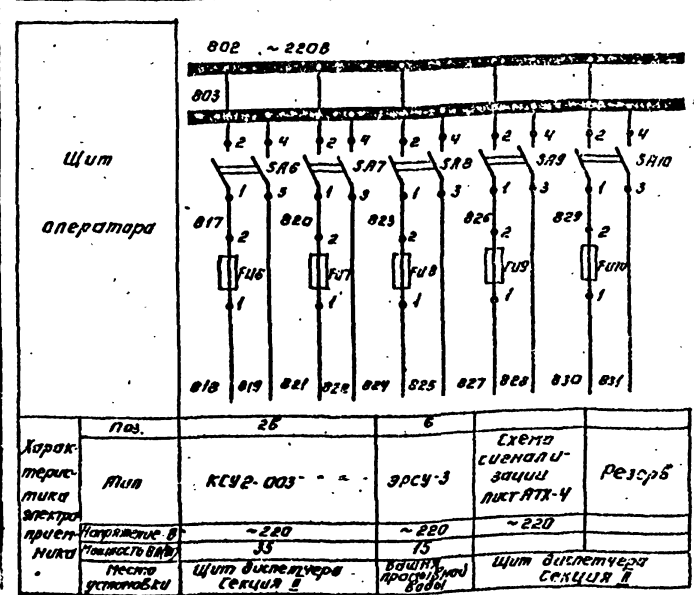 802 ~220В
803
2 4 2 4 2 4 2 4 2 4
Щит
оператора
SA6 SA7 SA8 SA9 SA10
1 3 1 3 1 3 1 3 1 3
817 820 823 826 829
2 2 2 2 2
FU6 FU7 FU8 FU9 FU10
1 1 1 1 1
818 819 821 822 824 825 827 828 830 831
Характеристика электроприемника
Поз. 2б 6
Тип КСУ2-003 - " - ЭРСУ-3 Схема сигнализации лист АТХ-4 Резерв
Напряжение В ~220 ~220 ~220
Мощность ВА(Вт) 35 15
Место установки Щит диспетчера Секция II Башня промывной воды Щит диспетчера Секция II